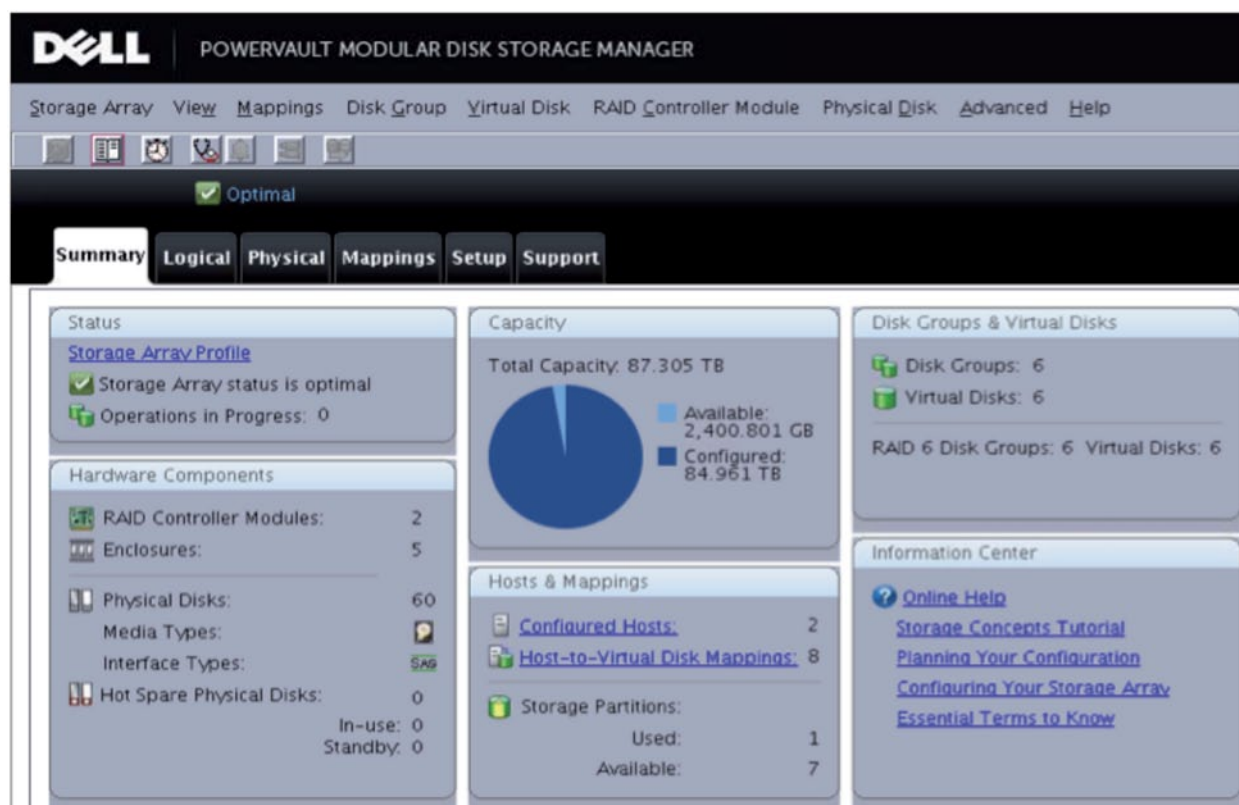 DELL
POWERVAULT MODULAR DISK STORAGE MANAGER
Storage Array View Mappings Disk Group Virtual Disk RAID Controller Module Physical Disk Advanced Help
Optimal
Summary Logical Physical Mappings Setup Support
Status
Storage Array Profile
Storage Array status is optimal
Operations in Progress: 0
Hardware Components
RAID Controller Modules: 2
Enclosures: 5
Physical Disks: 60
Media Types:
Interface Types: SAS
Hot Spare Physical Disks: 0
In-use: 0
Standby: 0
Capacity
Total Capacity: 87.305 TB
Available:
2,400.801 GB
Configured:
84.961 TB
Hosts & Mappings
Configured Hosts: 2
Host-to-Virtual Disk Mappings: 8
Storage Partitions:
Used: 1
Available: 7
Disk Groups & Virtual Disks
Disk Groups: 6
Virtual Disks: 6
RAID 6 Disk Groups: 6 Virtual Disks: 6
Information Center
Online Help
Storage Concepts Tutorial
Planning Your Configuration
Configuring Your Storage Array
Essential Terms to Know